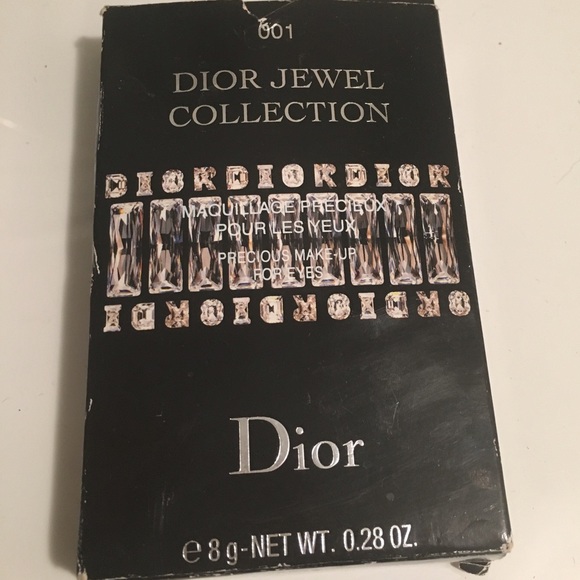 001
DIOR JEWEL
COLLECTION
DIORDIORDIOR
MAQUILLAGE PRÉCIEUX
POUR LES YEUX
PRECIOUS MAKE-UP
FOR EYES
DIORDIORDIOR
Dior
℮ 8 g-NET WT. 0.28 OZ.